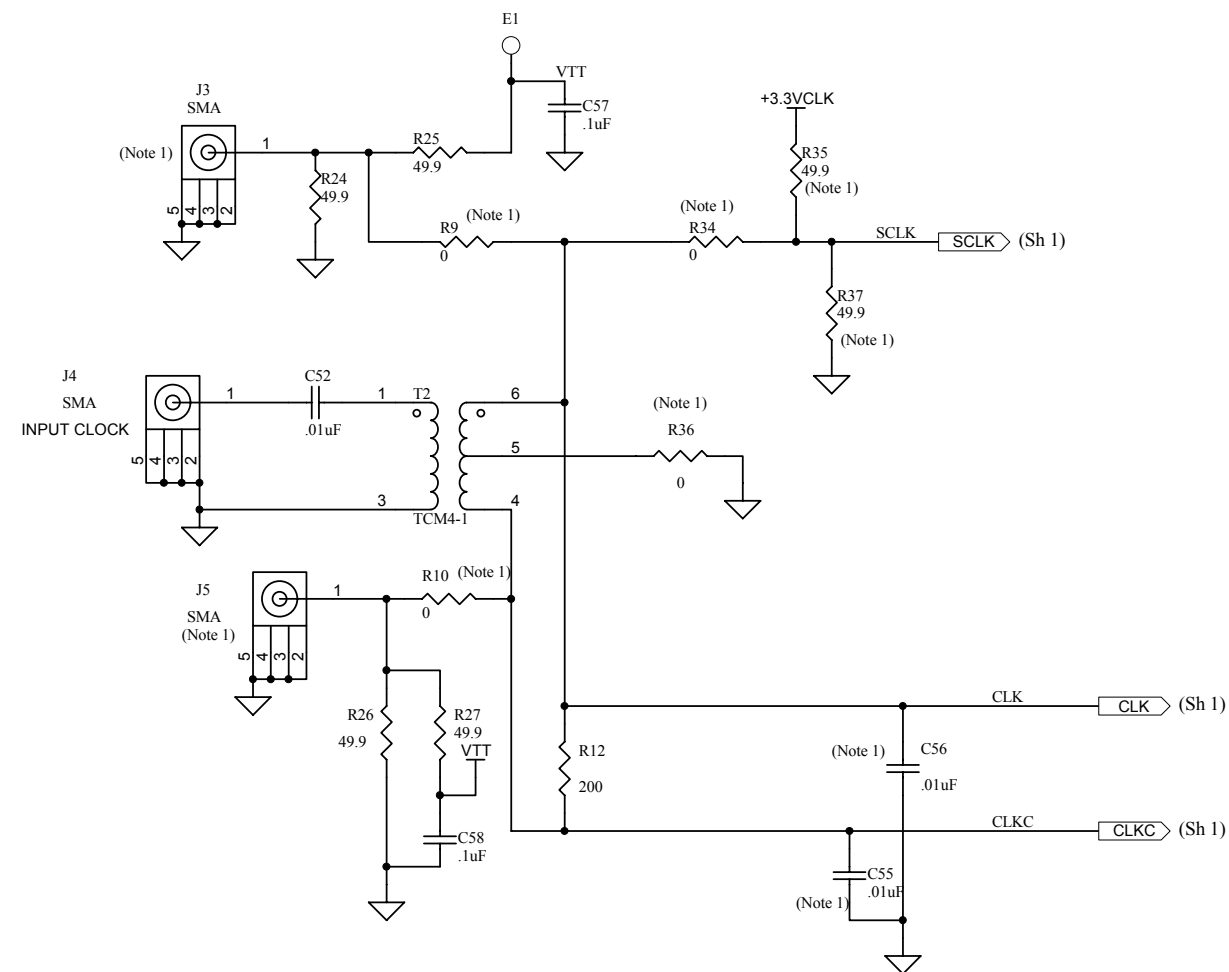 E1
VTT
C57
.1uF
J3
SMA
(Note 1)
1
5
4
3
2
R25
49.9
R24
49.9
+3.3VCLK
R35
49.9
(Note 1)
R9
(Note 1)
0
(Note 1)
R34
0
SCLK
SCLK
(Sh 1)
R37
49.9
(Note 1)
J4
SMA
INPUT CLOCK
1
5
4
3
2
C52
.01uF
1
T2
6
5
3
4
TCM4-1
(Note 1)
R36
0
J5
SMA
(Note 1)
1
5
4
3
2
R10
(Note 1)
0
R26
49.9
R27
49.9
VTT
C58
.1uF
R12
200
CLK
CLK
(Sh 1)
(Note 1)
C56
.01uF
CLKC
CLKC
(Sh 1)
C55
.01uF
(Note 1)